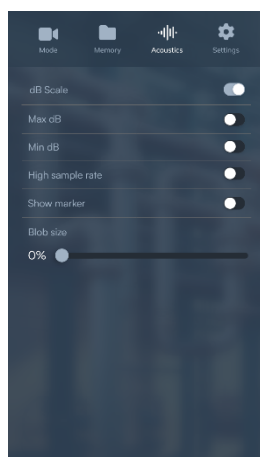 Mode Memory Acoustics Settings
dB Scale
Max dB
Min dB
High sample rate
Show marker
Blob size
0%